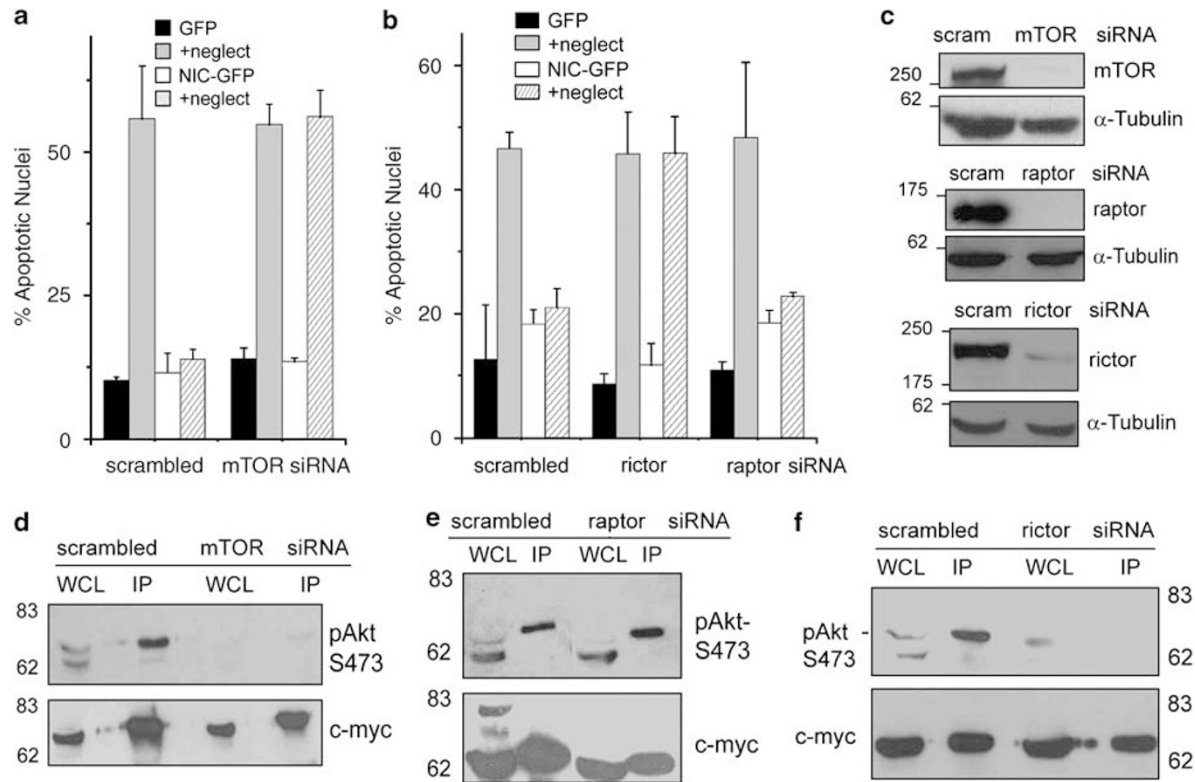 a
GFP
+neglect
NIC-GFP
+neglect
% Apoptotic Nuclei
50
25
0
scrambled mTOR siRNA
b
GFP
+neglect
NIC-GFP
+neglect
% Apoptotic Nuclei
60
40
20
0
scrambled rictor raptor siRNA
c
scram mTOR siRNA
250 mTOR
62
α-Tubulin
scram raptor siRNA
175
raptor
62
α-Tubulin
scram rictor siRNA
250
rictor
175
62
α-Tubulin
d
scrambled mTOR siRNA
WCL IP WCL IP
83
pAkt
62 S473
83
c-myc
62
e
scrambled raptor siRNA
WCL IP WCL IP
83
pAkt-
62 S473
83
c-myc
62
f
scrambled rictor siRNA
WCL IP WCL IP
83
pAkt -
S473 62
83
c-myc
62